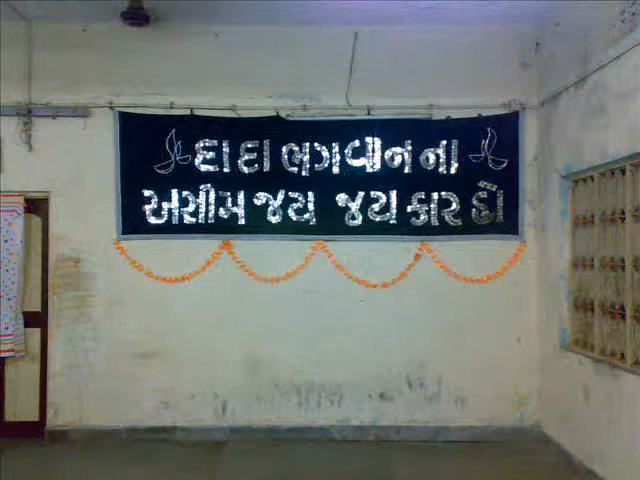 દાદા ભગવાન ના
અસીમ જય જય કાર હો